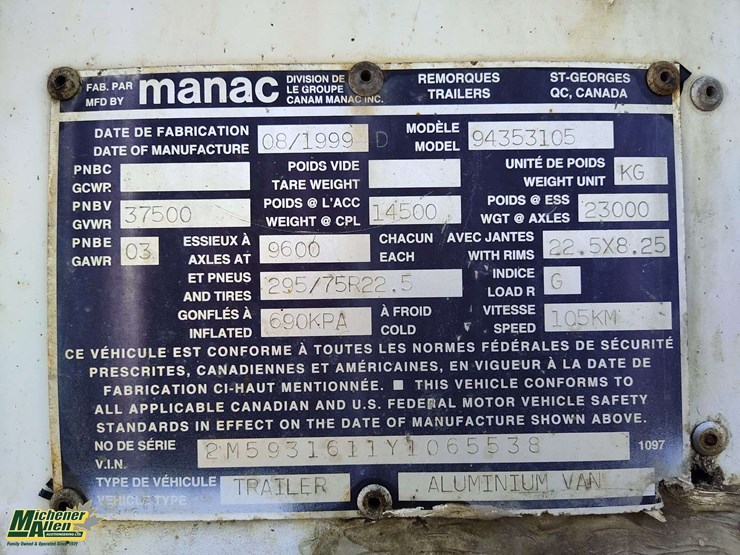 FAB. PAR MFD BY manac DIVISION DE LE GROUPE CANAM MANAC INC. REMORQUES TRAILERS ST-GEORGES QC, CANADA
DATE DE FABRICATION DATE OF MANUFACTURE 08/1999 D MODÈLE MODEL 94353105
PNBC GCWR POIDS VIDE TARE WEIGHT UNITÉ DE POIDS WEIGHT UNIT KG
PNBV GVWR 37500 POIDS @ L'ACC WEIGHT @ CPL 14500 POIDS @ ESS WGT @ AXLES 23000
PNBE GAWR 03 ESSIEUX À AXLES AT 9600 CHACUN EACH AVEC JANTES WITH RIMS 22.5X8.25
ET PNEUS AND TIRES 295/75R22.5 INDICE LOAD R G
GONFLÉS À INFLATED 690KPA À FROID COLD VITESSE SPEED 105KM
CE VÉHICULE EST CONFORME À TOUTES LES NORMES FÉDÉRALES DE SÉCURITÉ
PRESCRITES, CANADIENNES ET AMÉRICAINES, EN VIGUEUR À LA DATE DE
FABRICATION CI-HAUT MENTIONNÉE. ■ THIS VEHICLE CONFORMS TO
ALL APPLICABLE CANADIAN AND U.S. FEDERAL MOTOR VEHICLE SAFETY
STANDARDS IN EFFECT ON THE DATE OF MANUFACTURE SHOWN ABOVE.
NO DE SÉRIE V.I.N. 2M5931611Y1065538 1097
TYPE DE VÉHICULE VEHICLE TYPE TRAILER ALUMINIUM VAN
Michener Allen
AUCTIONEERING LTD.
Family Owned & Operated Since 1971